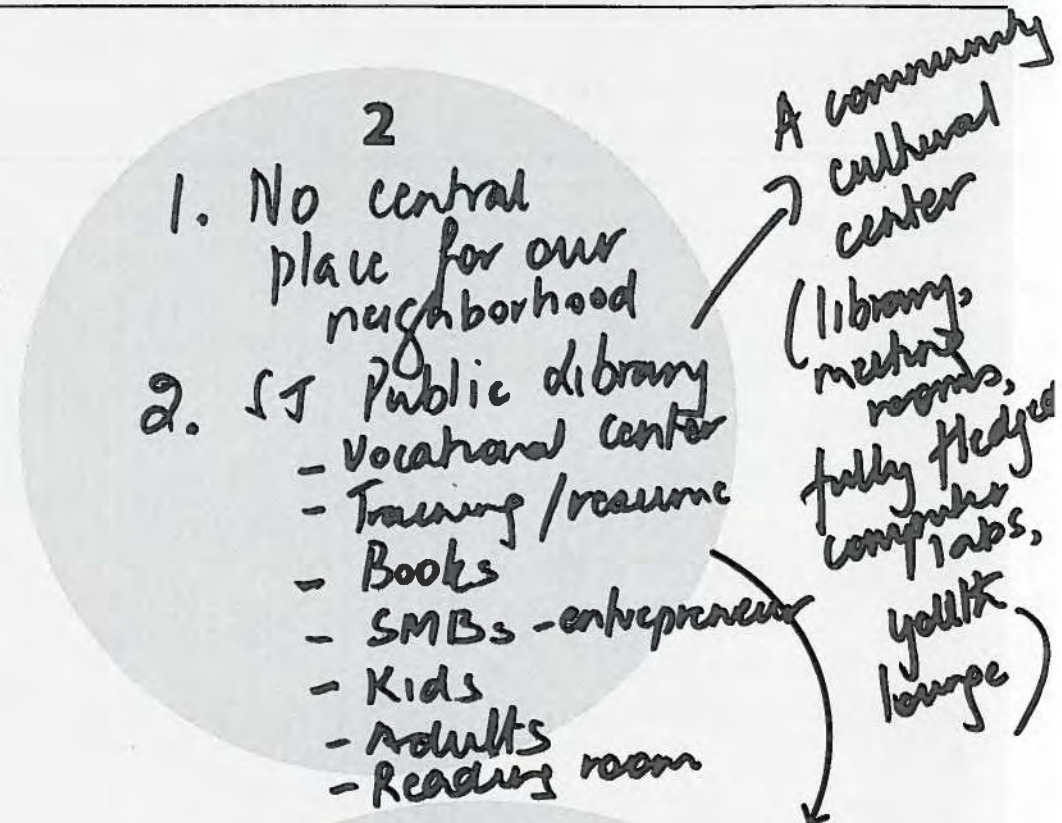 2
1. No central
place for our
neighborhood
2. SJ Public Library
- Vocational center
- Training / resume
- Books
- SMBs - entrepreneur
- Kids
- Adults
- Reading room
A community
cultural
center
(library,
meeting
rooms,
fully fledged
computer
labs,
youth
lounge)